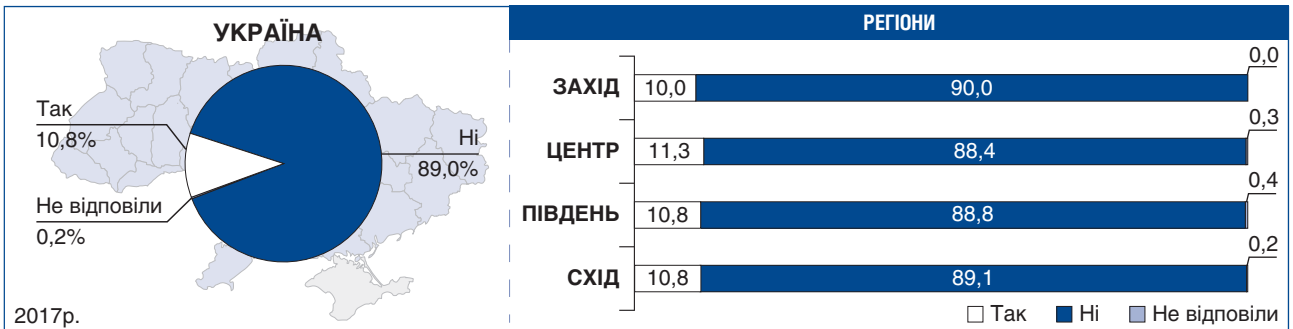 УКРАЇНА
Так
10,8%
Ні
89,0%
Не відповіли
0,2%
2017р.
РЕГІОНИ
0,0
ЗАХІД 10,0 90,0
0,3
ЦЕНТР 11,3 88,4
0,4
ПІВДЕНЬ 10,8 88,8
0,2
СХІД 10,8 89,1
Так Ні Не відповіли